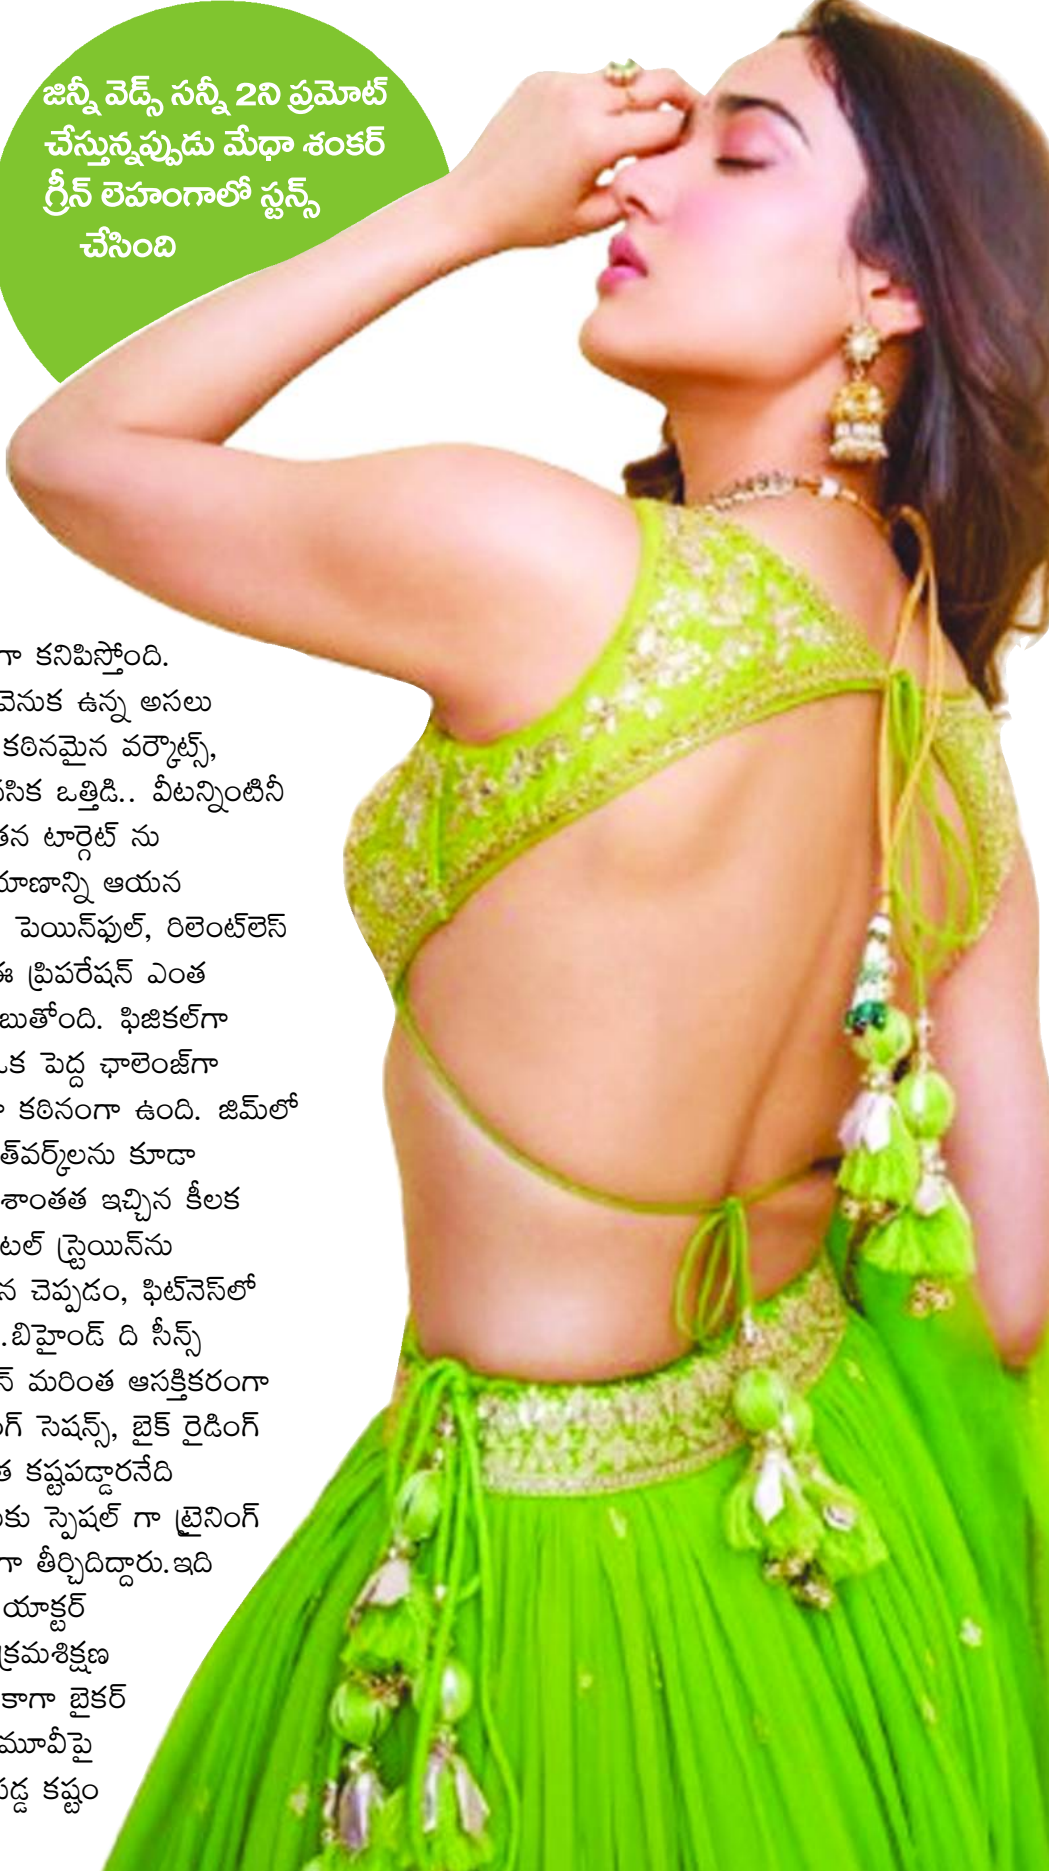 జిన్నీ వెడ్స్ సన్నీ 2ని ప్రమోట్
చేస్తున్నప్పుడు మేధా శంకర్
గ్రీన్ లెహంగాలో స్టన్స్
చేసింది
గా కనిపిస్తోంది.
వెనుక ఉన్న అసలు
కఠినమైన వర్కౌట్స్,
సిక ఒత్తిడి.. వీటన్నింటినీ
తన టార్గెట్ ను
యాణాన్ని ఆయన
పెయిన్‌ఫుల్, రిలెంట్‌లెస్
ఈ ప్రిపరేషన్ ఎంత
బుతోంది. ఫిజికల్‌గా
ఒక పెద్ద ఛాలెంజ్‌గా
కఠినంగా ఉంది. జిమ్‌లో
త్‌వర్క్‌లను కూడా
శాంతత ఇచ్చిన కీలక
టల్ స్ట్రెయిన్‌ను
న చెప్పడం, ఫిట్‌నెస్‌లో
.బిహైండ్ ది సీన్స్
న్ మరింత ఆసక్తికరంగా
గ్ సెషన్స్, బైక్ రైడింగ్
త కష్టపడ్డారనేది
కు స్పెషల్ గా ట్రైనింగ్
గా తీర్చిదిద్దారు.ఇది
యాక్టర్
క్రమశిక్షణ
కాగా బైకర్
మూవీపై
పడ్డ కష్టం